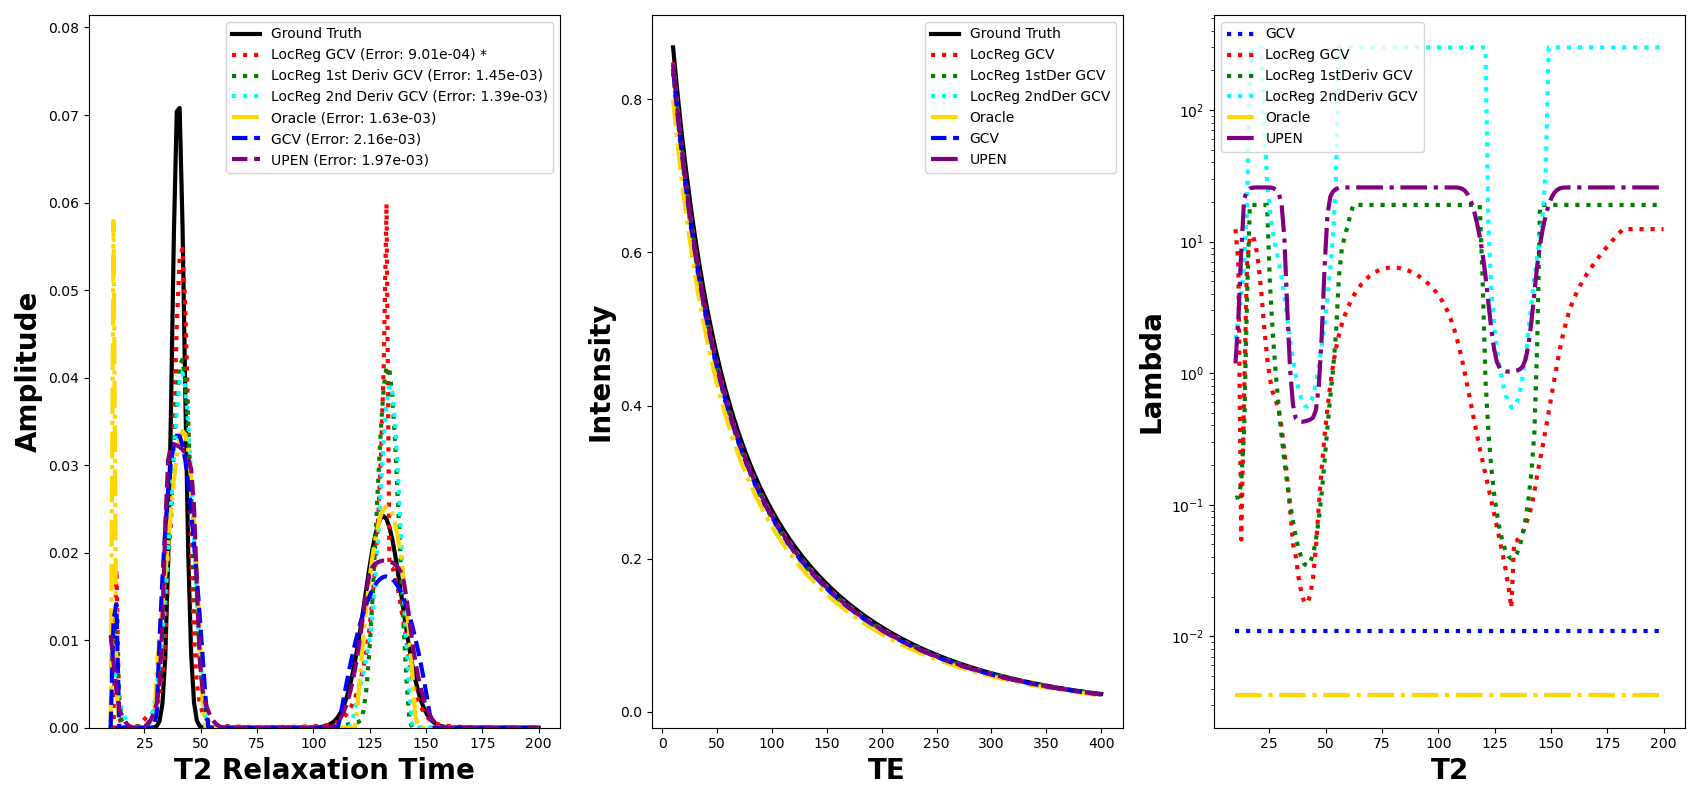 Amplitude
0.08
0.07
0.06
0.05
0.04
0.03
0.02
0.01
0.00
Ground Truth
LocReg GCV (Error: 9.01e-04) *
LocReg 1st Deriv GCV (Error: 1.45e-03)
LocReg 2nd Deriv GCV (Error: 1.39e-03)
Oracle (Error: 1.63e-03)
GCV (Error: 2.16e-03)
UPEN (Error: 1.97e-03)
25 50 75 100 125 150 175 200
T2 Relaxation Time
Intensity
0.8
0.6
0.4
0.2
0.0
Ground Truth
LocReg GCV
LocReg 1stDer GCV
LocReg 2ndDer GCV
Oracle
GCV
UPEN
0 50 100 150 200 250 300 350 400
TE
Lambda
10²
10¹
10⁰
10⁻¹
10⁻²
GCV
LocReg GCV
LocReg 1stDeriv GCV
LocReg 2ndDeriv GCV
Oracle
UPEN
25 50 75 100 125 150 175 200
T2